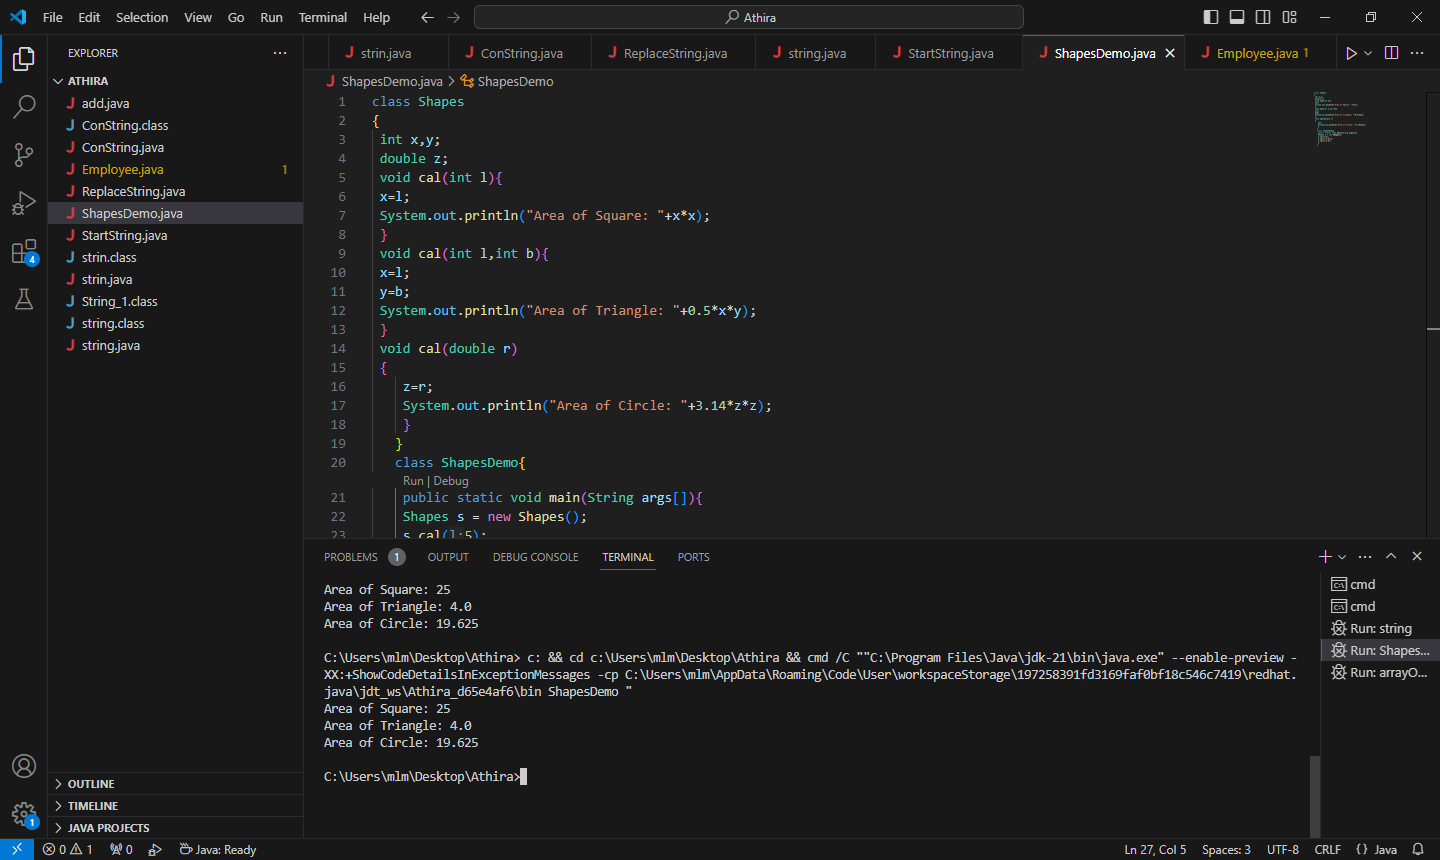 File Edit Selection View Go Run Terminal Help
Athira
EXPLORER
ATHIRA
add.java
ConString.class
ConString.java
Employee.java 1
ReplaceString.java
ShapesDemo.java
StartString.java
strin.class
strin.java
String_1.class
string.class
string.java
OUTLINE
TIMELINE
JAVA PROJECTS
4
1
strin.java ConString.java ReplaceString.java string.java StartString.java ShapesDemo.java Employee.java 1
ShapesDemo.java > ShapesDemo
1 class Shapes
2 {
3 int x,y;
4 double z;
5 void cal(int l){
6 x=l;
7 System.out.println("Area of Square: "+x*x);
8 }
9 void cal(int l,int b){
10 x=l;
11 y=b;
12 System.out.println("Area of Triangle: "+0.5*x*y);
13 }
14 void cal(double r)
15 {
16 z=r;
17 System.out.println("Area of Circle: "+3.14*z*z);
18 }
19 }
20 class ShapesDemo{
Run | Debug
21 public static void main(String args[]){
22 Shapes s = new Shapes();
23 s.cal(l:5);
PROBLEMS 1 OUTPUT DEBUG CONSOLE TERMINAL PORTS
Area of Square: 25
Area of Triangle: 4.0
Area of Circle: 19.625
C:\Users\mlm\Desktop\Athira> c: && cd c:\Users\mlm\Desktop\Athira && cmd /C ""C:\Program Files\Java\jdk-21\bin\java.exe" --enable-preview -
XX:+ShowCodeDetailsInExceptionMessages -cp C:\Users\mlm\AppData\Roaming\Code\User\workspaceStorage\197258391fd3169faf0bf18c546c7419\redhat.
java\jdt_ws\Athira_d65e4af6\bin ShapesDemo "
Area of Square: 25
Area of Triangle: 4.0
Area of Circle: 19.625
C:\Users\mlm\Desktop\Athira>
cmd
cmd
Run: string
Run: Shapes...
Run: arrayO...
0 1 0 Java: Ready
Ln 27, Col 5 Spaces: 3 UTF-8 CRLF {} Java